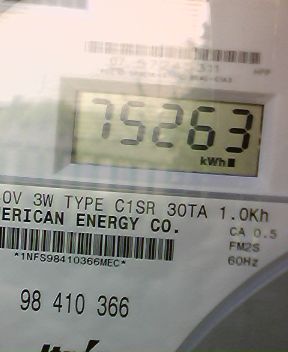 75263
kWh
0V 3W TYPE C1SR 30TA 1.0Kh
ERICAN ENERGY CO.
CA 0.5
FM2S
60Hz
*1NFS98410366MEC*
98 410 366